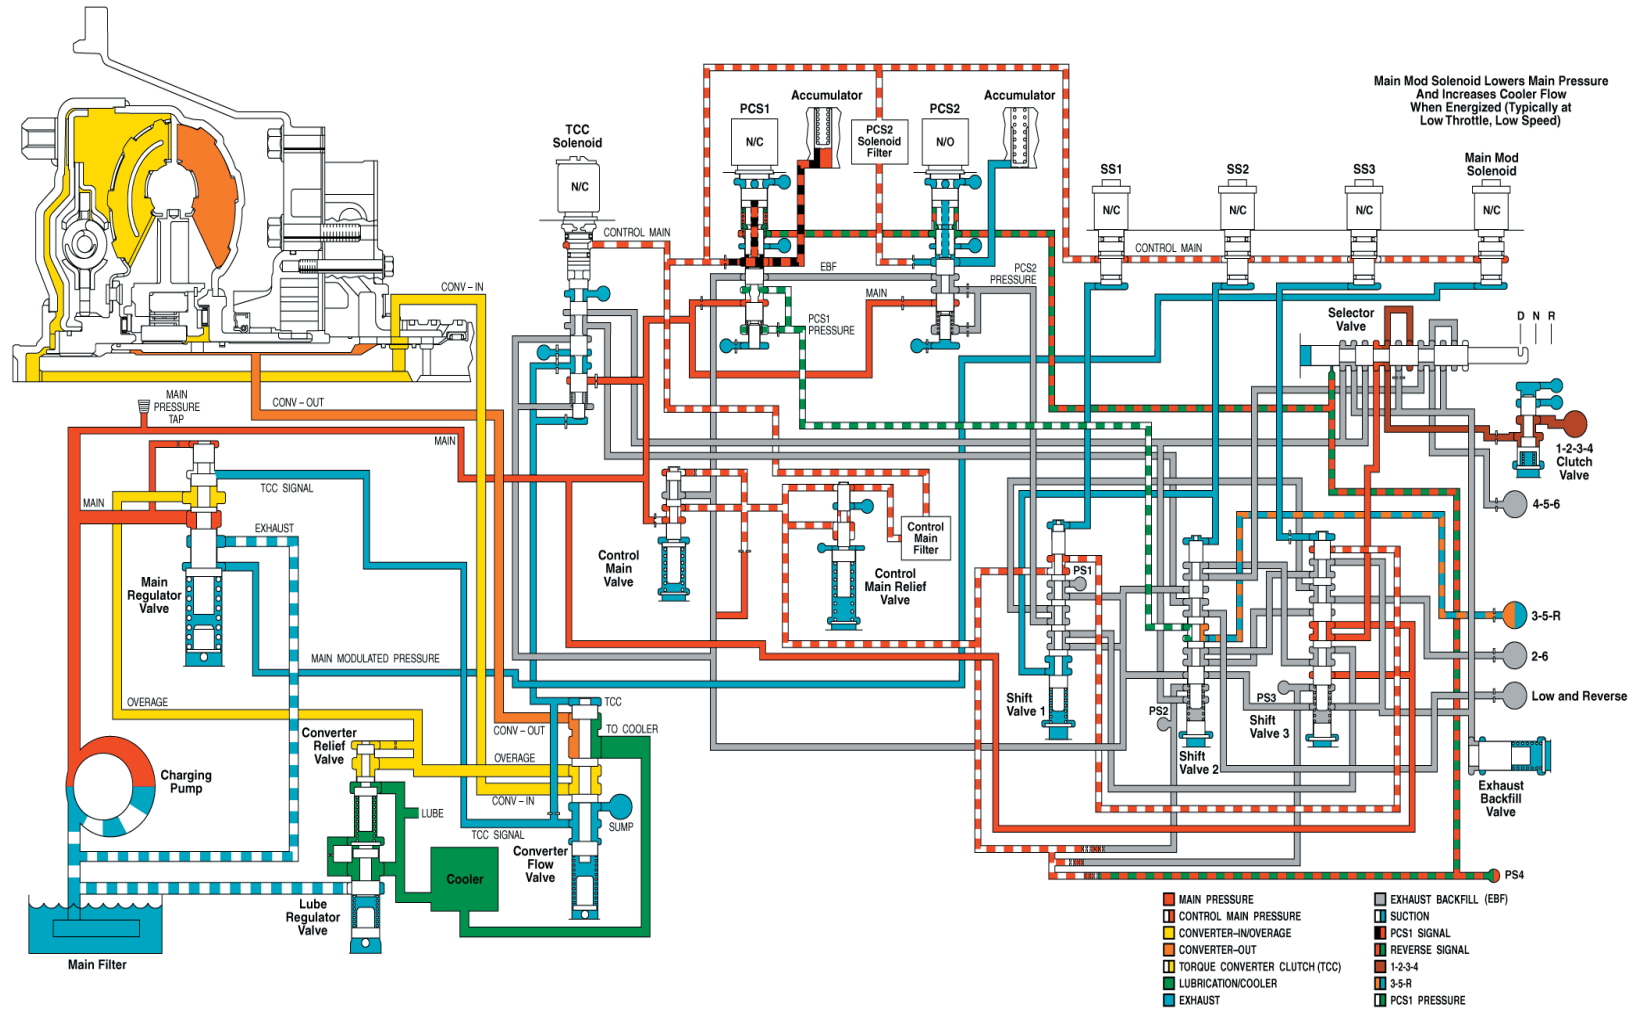 Main Mod Solenoid Lowers Main Pressure
And Increases Cooler Flow
When Energized (Typically at
Low Throttle, Low Speed)
Accumulator
Accumulator
PCS1
PCS2
N/C
PCS2
Solenoid
Filter
N/O
TCC
Solenoid
N/C
SS1
SS2
SS3
Main Mod
Solenoid
N/C
N/C
N/C
N/C
CONTROL MAIN
CONTROL MAIN
EBF
PCS2
PRESSURE
MAIN
CONV – IN
PCS1
PRESSURE
Selector
Valve
D N R
MAIN
PRESSURE
TAP
CONV – OUT
MAIN
1-2-3-4
Clutch
Valve
TCC SIGNAL
MAIN
4-5-6
EXHAUST
Control
Main
Filter
Control
Main
Valve
Control
Main Relief
Valve
PS1
Main
Regulator
Valve
3-5-R
2-6
MAIN MODULATED PRESSURE
Low and Reverse
OVERAGE
TCC
Shift
Valve 1
PS2
PS3
Shift
Valve 3
Converter
Relief
Valve
CONV – OUT
TO COOLER
OVERAGE
Shift
Valve 2
Charging
Pump
CONV – IN
Exhaust
Backfill
Valve
LUBE
SUMP
TCC SIGNAL
Converter
Flow
Valve
Cooler
PS4
Lube
Regulator
Valve
Main Filter
MAIN PRESSURE
CONTROL MAIN PRESSURE
CONVERTER–IN/OVERAGE
CONVERTER–OUT
TORQUE CONVERTER CLUTCH (TCC)
LUBRICATION/COOLER
EXHAUST
EXHAUST BACKFILL (EBF)
SUCTION
PCS1 SIGNAL
REVERSE SIGNAL
1-2-3-4
3-5-R
PCS1 PRESSURE